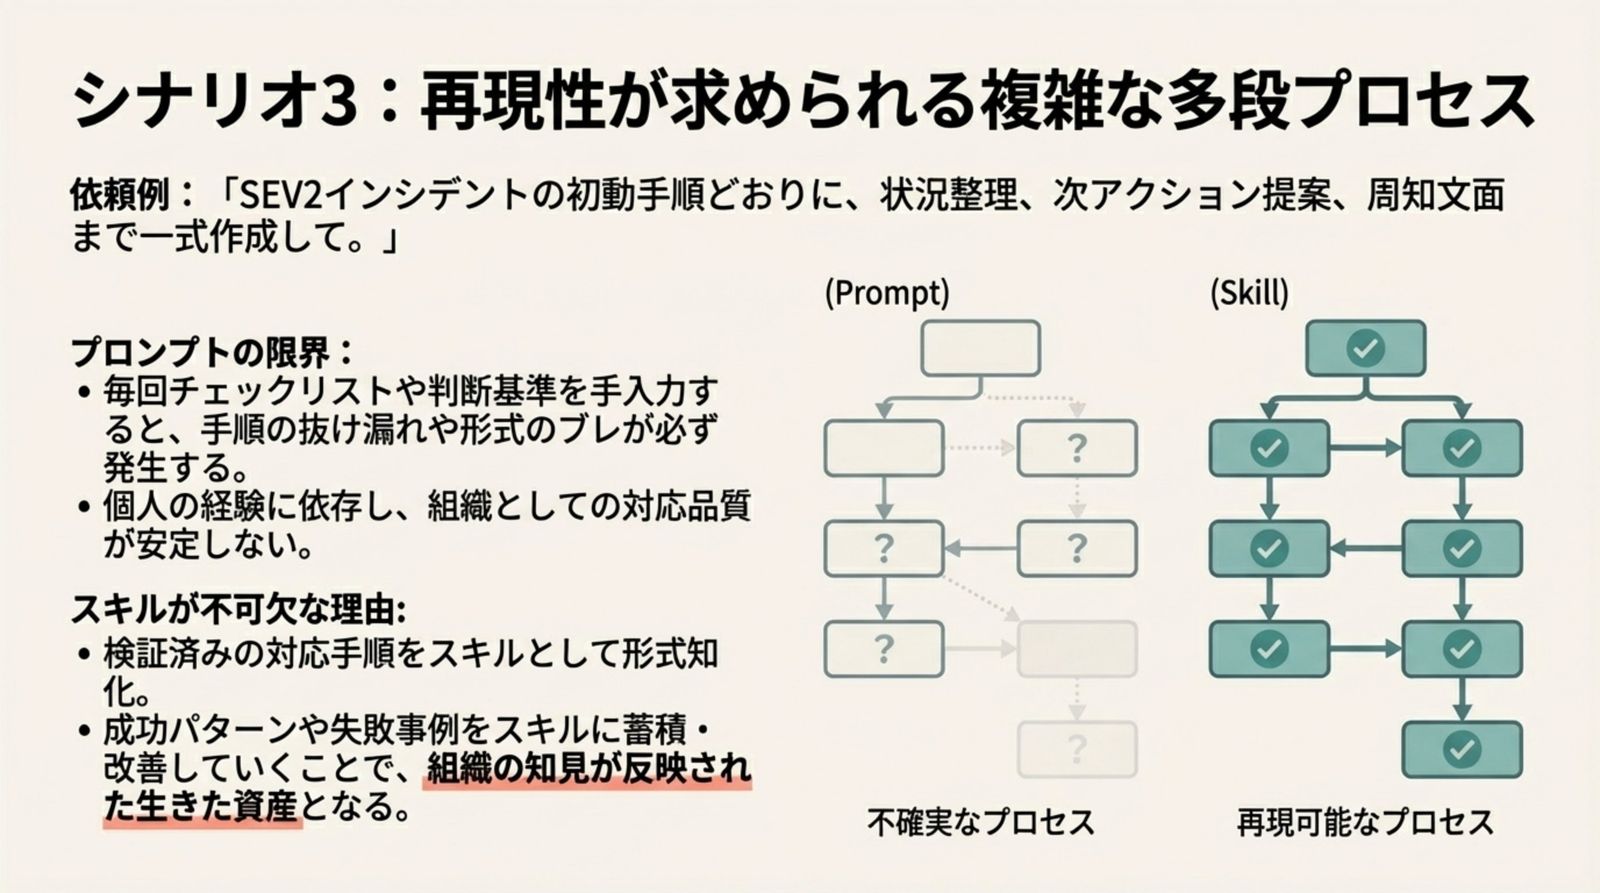 シナリオ3：再現性が求められる複雑な多段プロセス
依頼例：「SEV2インシデントの初動手順どおりに、状況整理、次アクション提案、周知文面
まで一式作成して。」
プロンプトの限界：
• 毎回チェックリストや判断基準を手入力す
ると、手順の抜け漏れや形式のブレが必ず
発生する。
• 個人の経験に依存し、組織としての対応品質
が安定しない。
スキルが不可欠な理由:
• 検証済みの対応手順をスキルとして形式知
化。
• 成功パターンや失敗事例をスキルに蓄積・
改善していくことで、組織の知見が反映され
た生きた資産となる。
(Prompt)
?
?
?
?
?
不確実なプロセス
(Skill)
再現可能なプロセス